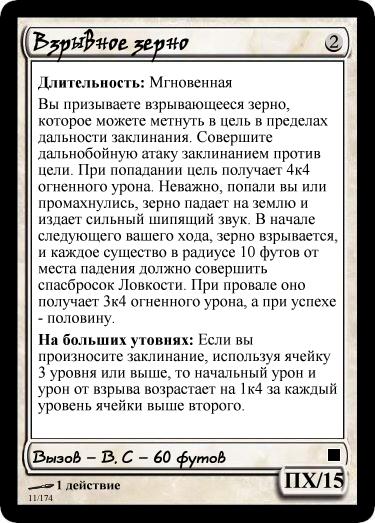 Взрывное зерно 2
Длительность: Мгновенная
Вы призываете взрывающееся зерно,
которое можете метнуть в цель в пределах
дальности заклинания. Совершите
дальнобойную атаку заклинанием против
цели. При попадании цель получает 4к4
огненного урона. Неважно, попали вы или
промахнулись, зерно падает на землю и
издает сильный шипящий звук. В начале
следующего вашего хода, зерно взрывается,
и каждое существо в радиусе 10 футов от
места падения должно совершить
спасбросок Ловкости. При провале оно
получает 3к4 огненного урона, а при успехе
- половину.
На больших утовнях: Если вы
произносите заклинание, используя ячейку
3 уровня или выше, то начальный урон и
урон от взрыва возрастает на 1к4 за каждый
уровень ячейки выше второго.
Вызов – В, С – 60 футов
1 действие
ПХ/15
11/174